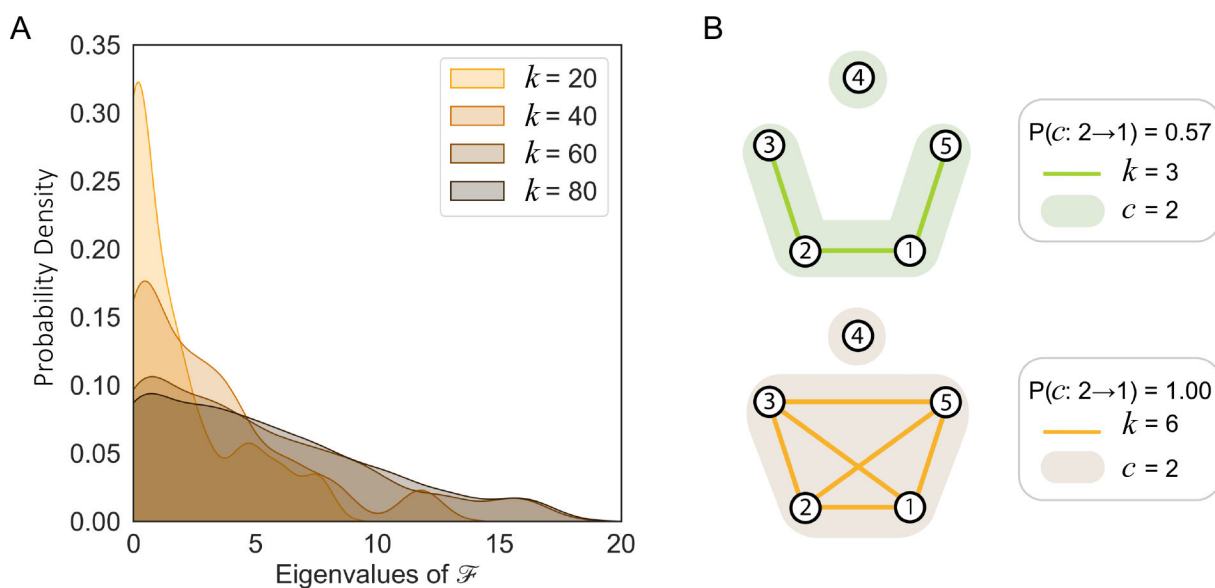 A
Probability Density
0.35
0.30
0.25
0.20
0.15
0.10
0.05
0.00
0
5
10
15
20
Eigenvalues of ℱ
k = 20
k = 40
k = 60
k = 80
B
4
3
5
2
1
P(c: 2→1) = 0.57
k = 3
c = 2
4
3
5
2
1
P(c: 2→1) = 1.00
k = 6
c = 2